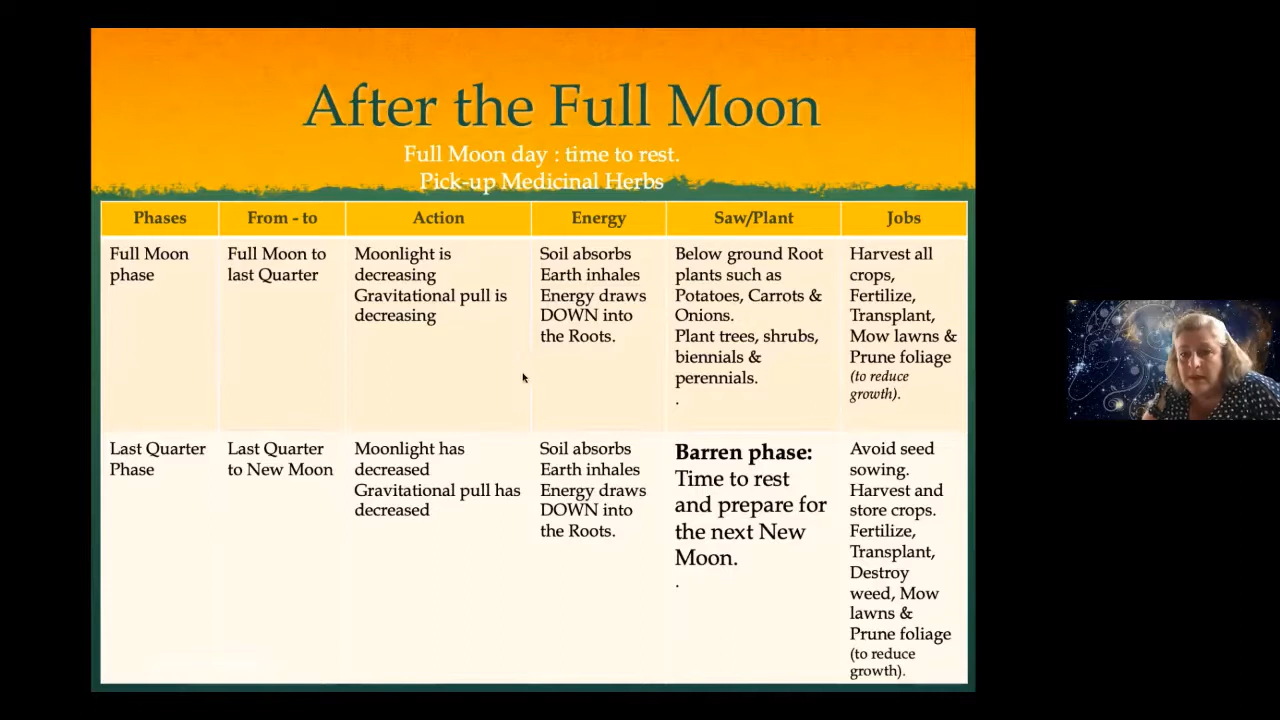 After the Full Moon
Full Moon day : time to rest.
Pick-up Medicinal Herbs
Phases
From - to
Action
Energy
Saw/Plant
Jobs
Full Moon
phase
Full Moon to
last Quarter
Moonlight is
decreasing
Gravitational pull is
decreasing
Soil absorbs
Earth inhales
Energy draws
DOWN into
the Roots.
Below ground Root
plants such as
Potatoes, Carrots &
Onions.
Plant trees, shrubs,
biennials &
perennials.
.
Harvest all
crops,
Fertilize,
Transplant,
Mow lawns &
Prune foliage
(to reduce
growth).
Last Quarter
Phase
Last Quarter
to New Moon
Moonlight has
decreased
Gravitational pull has
decreased
Soil absorbs
Earth inhales
Energy draws
DOWN into
the Roots.
Barren phase:
Time to rest
and prepare for
the next New
Moon.
.
Avoid seed
sowing.
Harvest and
store crops.
Fertilize,
Transplant,
Destroy
weed, Mow
lawns &
Prune foliage
(to reduce
growth).